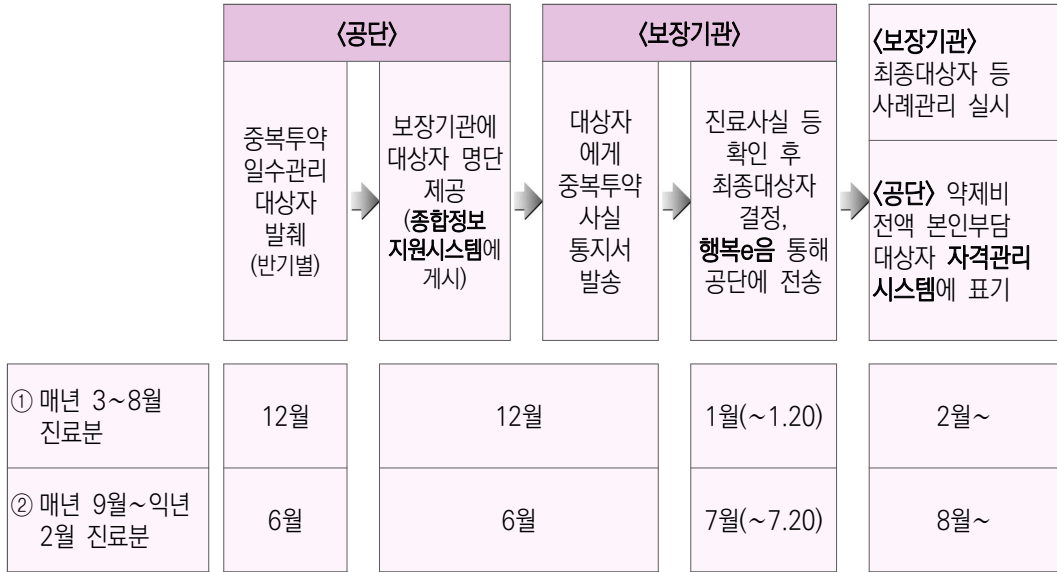 〈공단〉
〈보장기관〉
중복투약
일수관리
대상자
발췌
(반기별)
보장기관에
대상자 명단
제공
(종합정보
지원시스템에
게시)
대상자
에게
중복투약
사실
통지서
발송
진료사실 등
확인 후
최종대상자
결정,
행복e음 통해
공단에 전송
〈보장기관〉
최종대상자 등
사례관리 실시
〈공단〉 약제비
전액 본인부담
대상자 자격관리
시스템에 표기
① 매년 3~8월
진료분
12월
12월
1월(~1.20)
2월~
② 매년 9월~익년
2월 진료분
6월
6월
7월(~7.20)
8월~